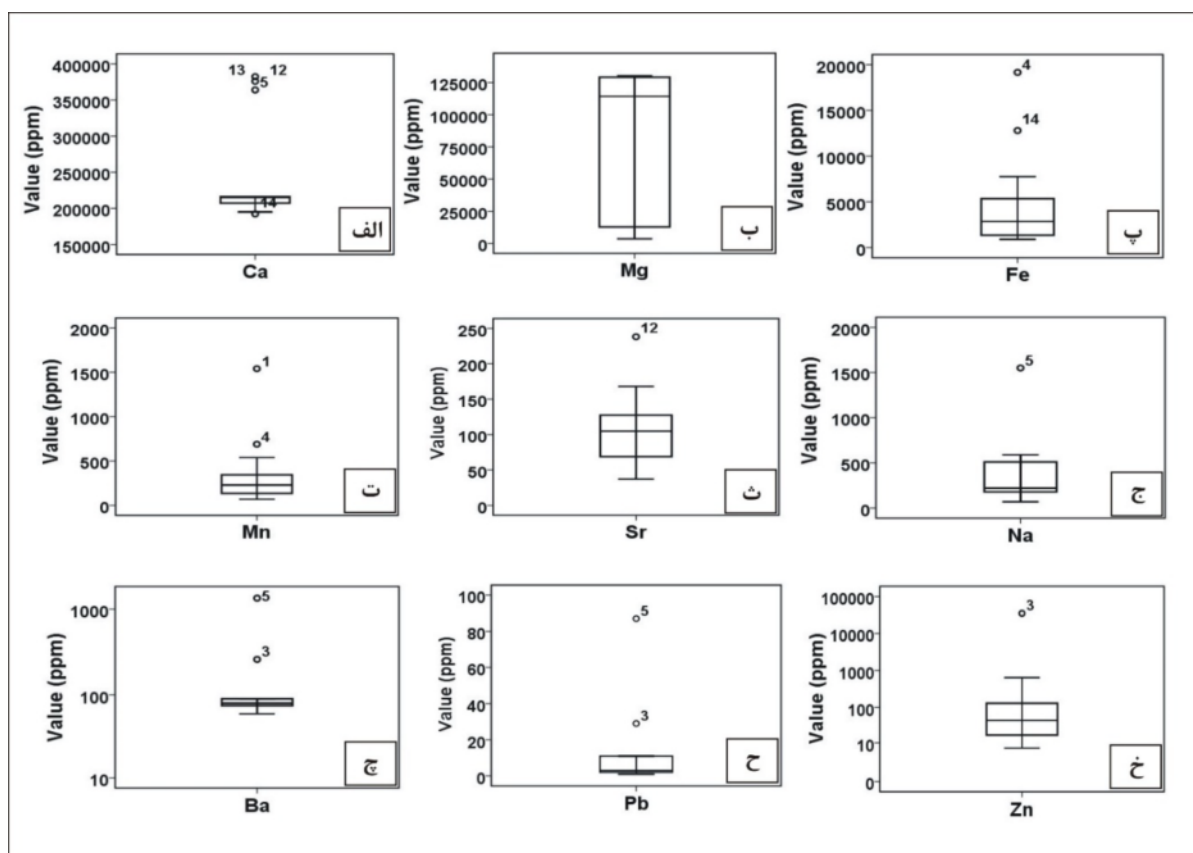 Value (ppm)
400000
350000
300000
250000
200000
150000
13
12
5
14
الف
Ca
Value (ppm)
125000
100000
75000
50000
25000
0
ب
Mg
Value (ppm)
20000
15000
10000
5000
0
4
14
پ
Fe
Value (ppm)
2000
1500
1000
500
0
1
4
ت
Mn
Value (ppm)
250
200
150
100
50
0
12
ث
Sr
Value (ppm)
2000
1500
1000
500
0
5
ج
Na
Value (ppm)
1000
100
10
5
3
چ
Ba
Value (ppm)
100
80
60
40
20
0
5
3
ح
Pb
Value (ppm)
100000
10000
1000
100
10
0
3
خ
Zn